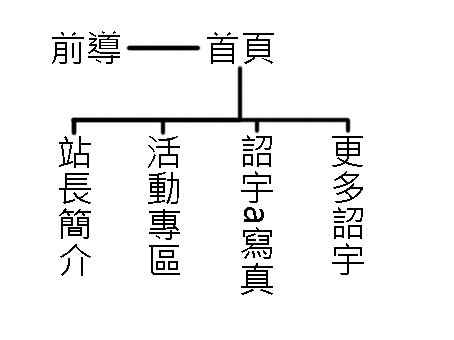 前導
首頁
站長簡介
活動專區
詔宇a寫真
更多詔宇